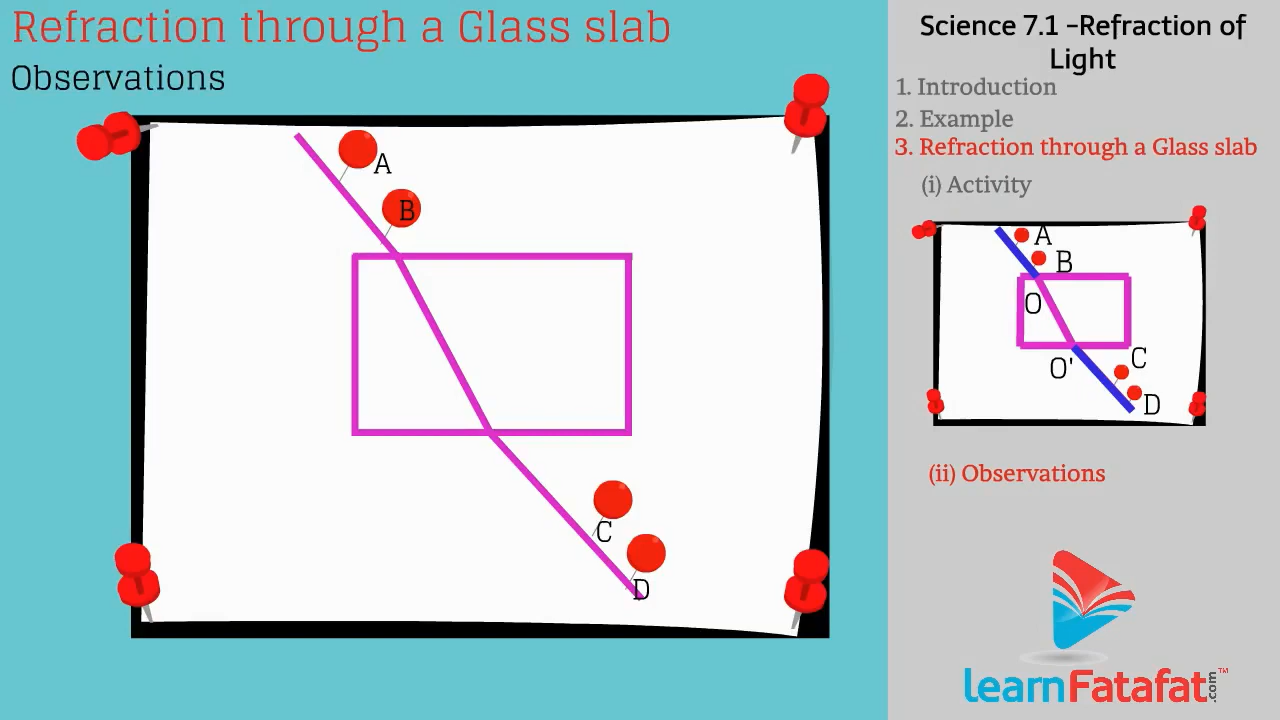 Refraction through a Glass slab
Observations
A
B
C
D
Science 7.1 –Refraction of
Light
1. Introduction
2. Example
3. Refraction through a Glass slab
(i) Activity
A
B
O
O'
C
D
(ii) Observations
learnFatafat.com™